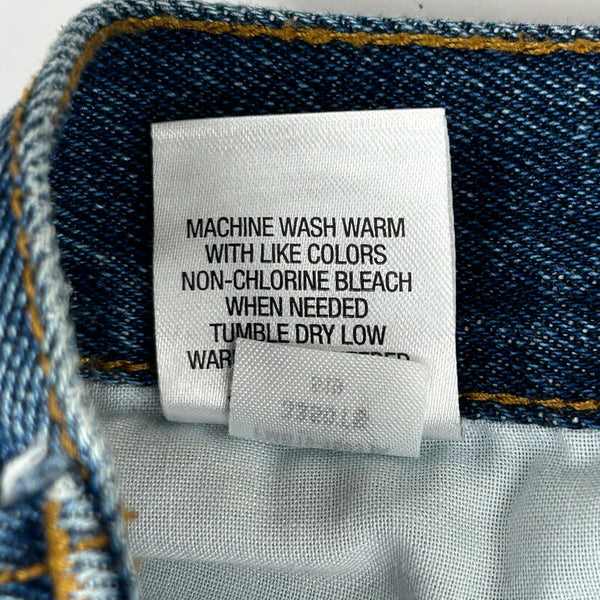 MACHINE WASH WARM
WITH LIKE COLORS
NON-CHLORINE BLEACH
WHEN NEEDED
TUMBLE DRY LOW